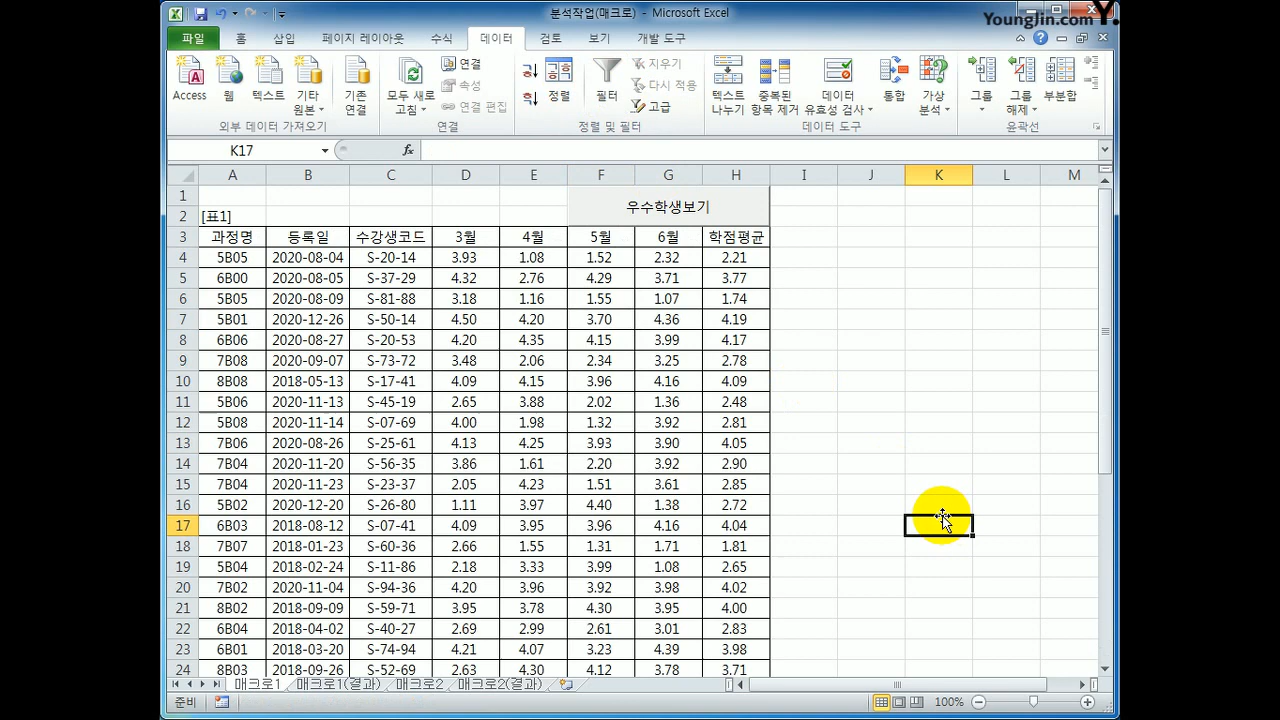 분석작업(매크로) - Microsoft Excel
YoungJin.com Y.
파일 홈 삽입 페이지 레이아웃 수식 데이터 검토 보기 개발 도구
Access 웹 텍스트 기타 원본 기존 연결
외부 데이터 가져오기
모두 새로 고침 연결 속성 연결 편집
연결
정렬 필터 지우기 다시 적용 고급
정렬 및 필터
텍스트 나누기 중복된 항목 제거 데이터 유효성 검사 통합 가상 분석
데이터 도구
그룹 그룹 해제 부분합
윤곽선
K17 fx
A B C D E F G H I J K L M
1 우수학생보기
2 [표1]
3 과정명 등록일 수강생코드 3월 4월 5월 6월 학점평균
4 5B05 2020-08-04 S-20-14 3.93 1.08 1.52 2.32 2.21
5 6B00 2020-08-05 S-37-29 4.32 2.76 4.29 3.71 3.77
6 5B05 2020-08-09 S-81-88 3.18 1.16 1.55 1.07 1.74
7 5B01 2020-12-26 S-50-14 4.50 4.20 3.70 4.36 4.19
8 6B06 2020-08-27 S-20-53 4.20 4.35 4.15 3.99 4.17
9 7B08 2020-09-07 S-73-72 3.48 2.06 2.34 3.25 2.78
10 8B08 2018-05-13 S-17-41 4.09 4.15 3.96 4.16 4.09
11 5B06 2020-11-13 S-45-19 2.65 3.88 2.02 1.36 2.48
12 5B08 2020-11-14 S-07-69 4.00 1.98 1.32 3.92 2.81
13 7B06 2020-08-26 S-25-61 4.13 4.25 3.93 3.90 4.05
14 7B04 2020-11-20 S-56-35 3.86 1.61 2.20 3.92 2.90
15 7B04 2020-11-23 S-23-37 2.05 4.23 1.51 3.61 2.85
16 5B02 2020-12-20 S-26-80 1.11 3.97 4.40 1.38 2.72
17 6B03 2018-08-12 S-07-41 4.09 3.95 3.96 4.16 4.04
18 7B07 2018-01-23 S-60-36 2.66 1.55 1.31 1.71 1.81
19 5B04 2018-02-24 S-11-86 2.18 3.33 3.99 1.08 2.65
20 7B02 2020-11-04 S-94-36 4.20 3.96 3.92 3.98 4.02
21 8B02 2018-09-09 S-59-71 3.95 3.78 4.30 3.95 4.00
22 6B04 2018-04-02 S-40-27 2.69 2.99 2.61 3.01 2.83
23 6B01 2018-03-20 S-74-94 4.21 4.07 3.23 4.39 3.98
24 8B03 2018-09-26 S-52-69 2.63 4.30 4.12 3.78 3.71
매크로1 매크로1(결과) 매크로2 매크로2(결과)
준비 100%